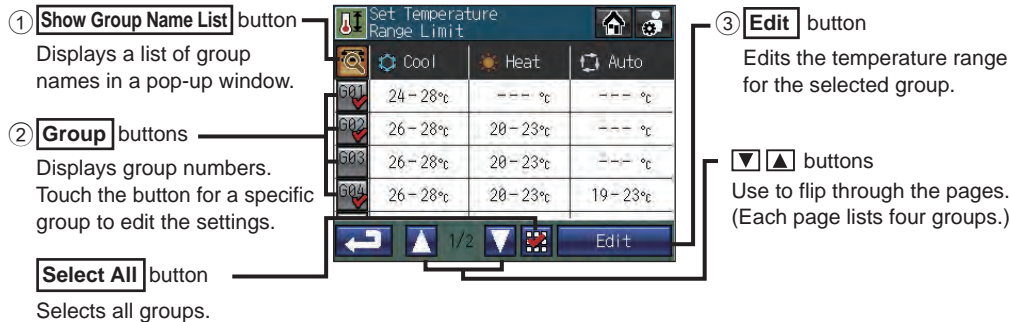 ① Show Group Name List button
Displays a list of group
names in a pop-up window.
② Group buttons
Displays group numbers.
Touch the button for a specific
group to edit the settings.
Select All button
Selects all groups.
Set Temperature
Range Limit
Cool Heat Auto
G01 24-28°C --- °C --- °C
G02 26-28°C 20-23°C --- °C
G03 26-28°C 20-23°C --- °C
G04 26-28°C 20-23°C 19-23°C
1/2 Edit
③ Edit button
Edits the temperature range
for the selected group.
▼ ▲ buttons
Use to flip through the pages.
(Each page lists four groups.)